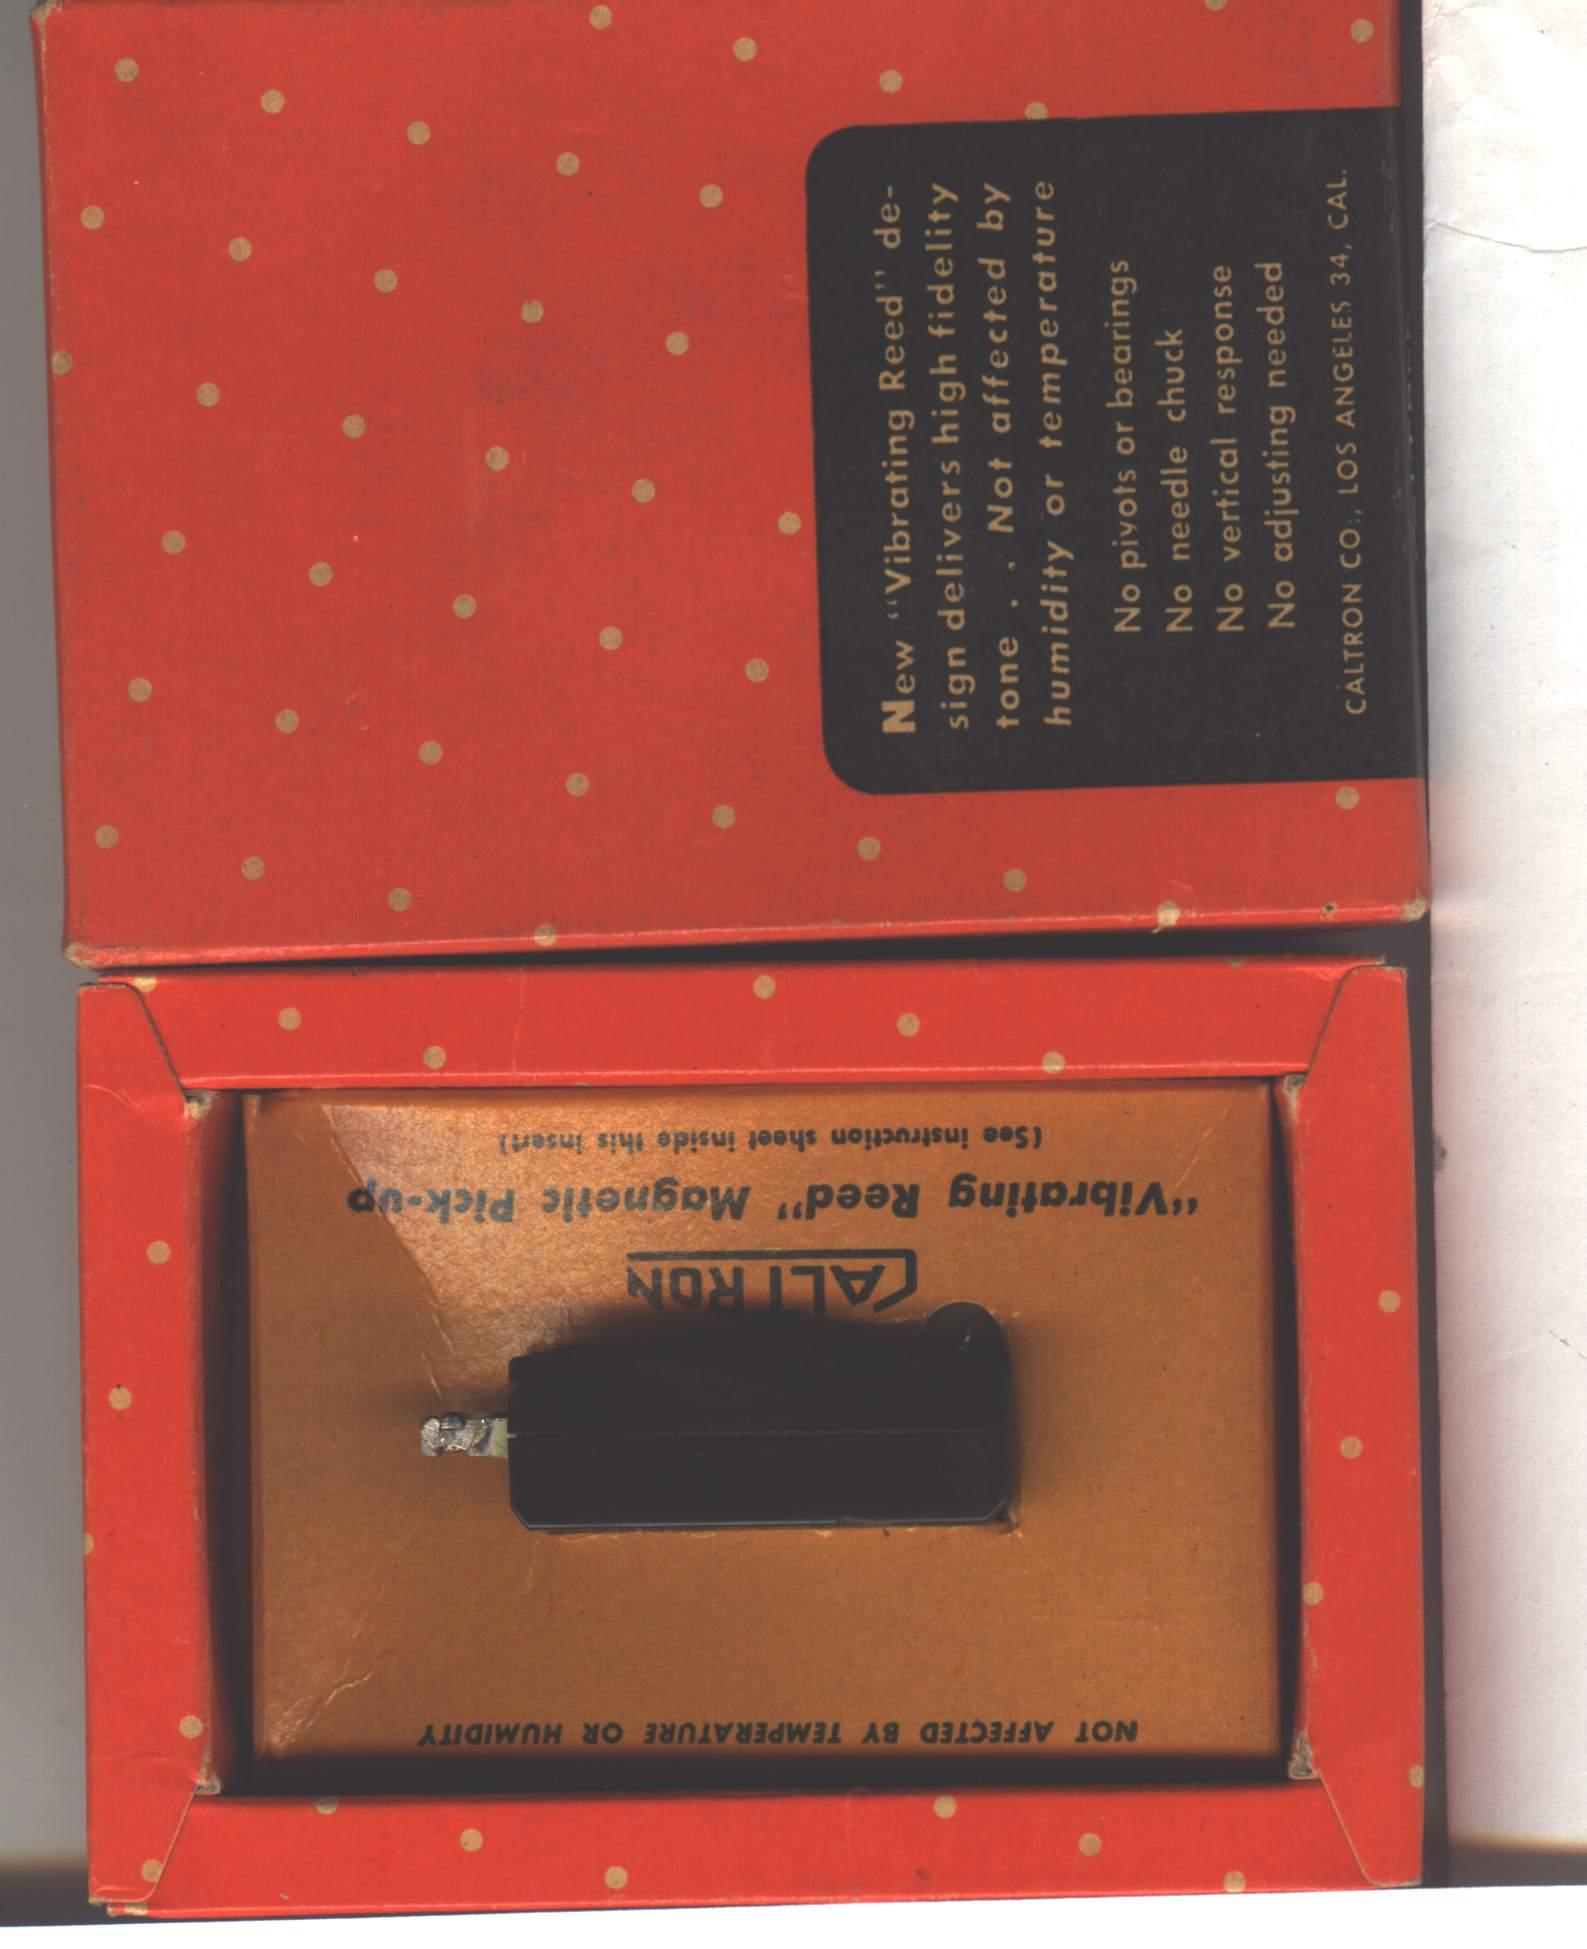 New "Vibrating Reed" de-
sign delivers high fidelity
tone . . Not affected by
humidity or temperature
No pivots or bearings
No needle chuck
No vertical response
No adjusting needed
CALTRON CO., LOS ANGELES 34, CAL.
NOT AFFECTED BY TEMPERATURE OR HUMIDITY
CALTRON
"Vibrating Reed" Magnetic Pick-up
(See instruction sheet inside this insert)